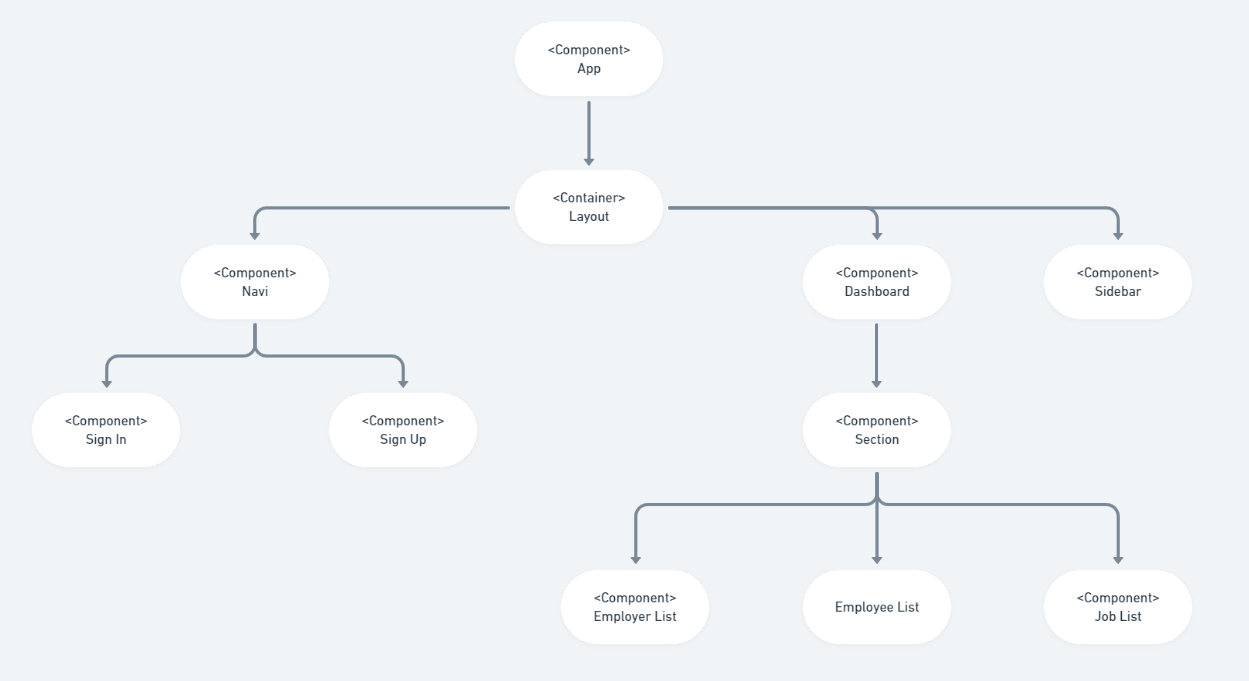 <Component>
App
<Container>
Layout
<Component>
Navi
<Component>
Dashboard
<Component>
Sidebar
<Component>
Sign In
<Component>
Sign Up
<Component>
Section
<Component>
Employer List
Employee List
<Component>
Job List